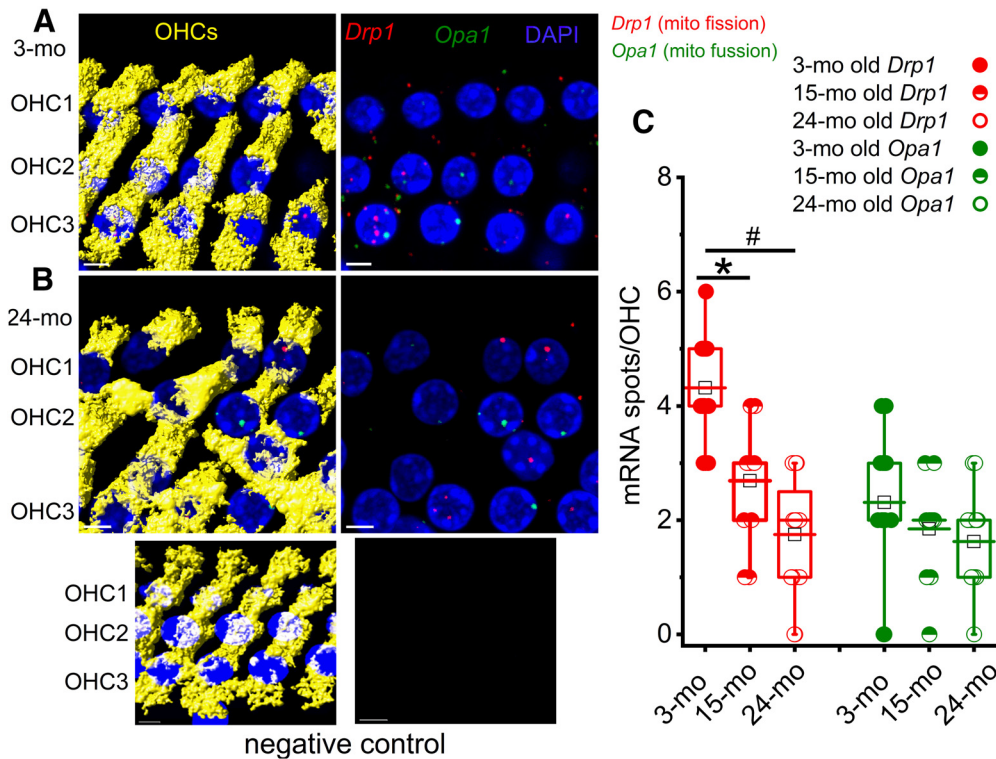 A
3-mo
OHCs
Drp1 Opa1 DAPI
OHC1
OHC2
OHC3
B
24-mo
OHC1
OHC2
OHC3
OHC1
OHC2
OHC3
negative control
Drp1 (mito fission)
Opa1 (mito fussion)
3-mo old Drp1
15-mo old Drp1
24-mo old Drp1
3-mo old Opa1
15-mo old Opa1
24-mo old Opa1
C
mRNA spots/OHC
8
6
4
2
0
#
*
3-mo 15-mo 24-mo 3-mo 15-mo 24-mo